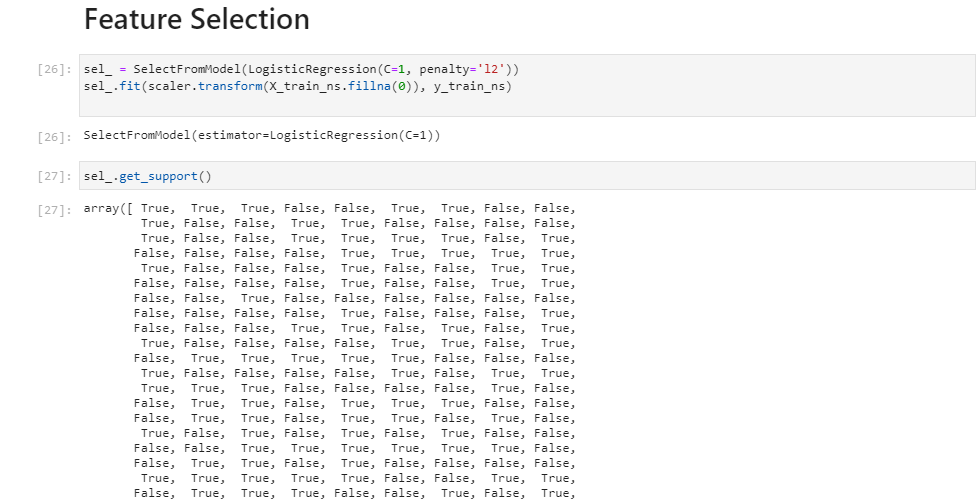 Feature Selection
[26]: sel_ = SelectFromModel(LogisticRegression(C=1, penalty='l2'))
sel_.fit(scaler.transform(X_train_ns.fillna(0)), y_train_ns)
[26]: SelectFromModel(estimator=LogisticRegression(C=1))
[27]: sel_.get_support()
[27]: array([ True, True, True, False, False, True, True, False, False,
True, False, False, True, True, False, False, False, False,
True, False, False, True, True, True, True, False, True,
False, False, False, False, True, True, True, True, True,
True, False, False, False, True, False, False, True, True,
False, False, False, False, True, False, False, True, True,
False, False, True, False, False, False, False, False, False,
False, False, False, False, True, False, False, False, True,
False, False, False, True, True, False, True, False, True,
True, False, False, False, False, True, True, False, True,
False, True, True, True, True, True, False, False, False,
True, False, False, False, False, True, False, True, True,
True, True, True, False, False, False, False, True, False,
False, True, True, False, True, True, True, False, False,
False, True, True, False, True, True, False, True, False,
True, False, True, False, True, False, True, False, False,
False, False, True, True, True, True, True, True, False,
False, True, True, False, True, False, False, False, False,
True, True, True, True, False, False, False, True, True,
False, True, True, True, False, False, True, False, True,